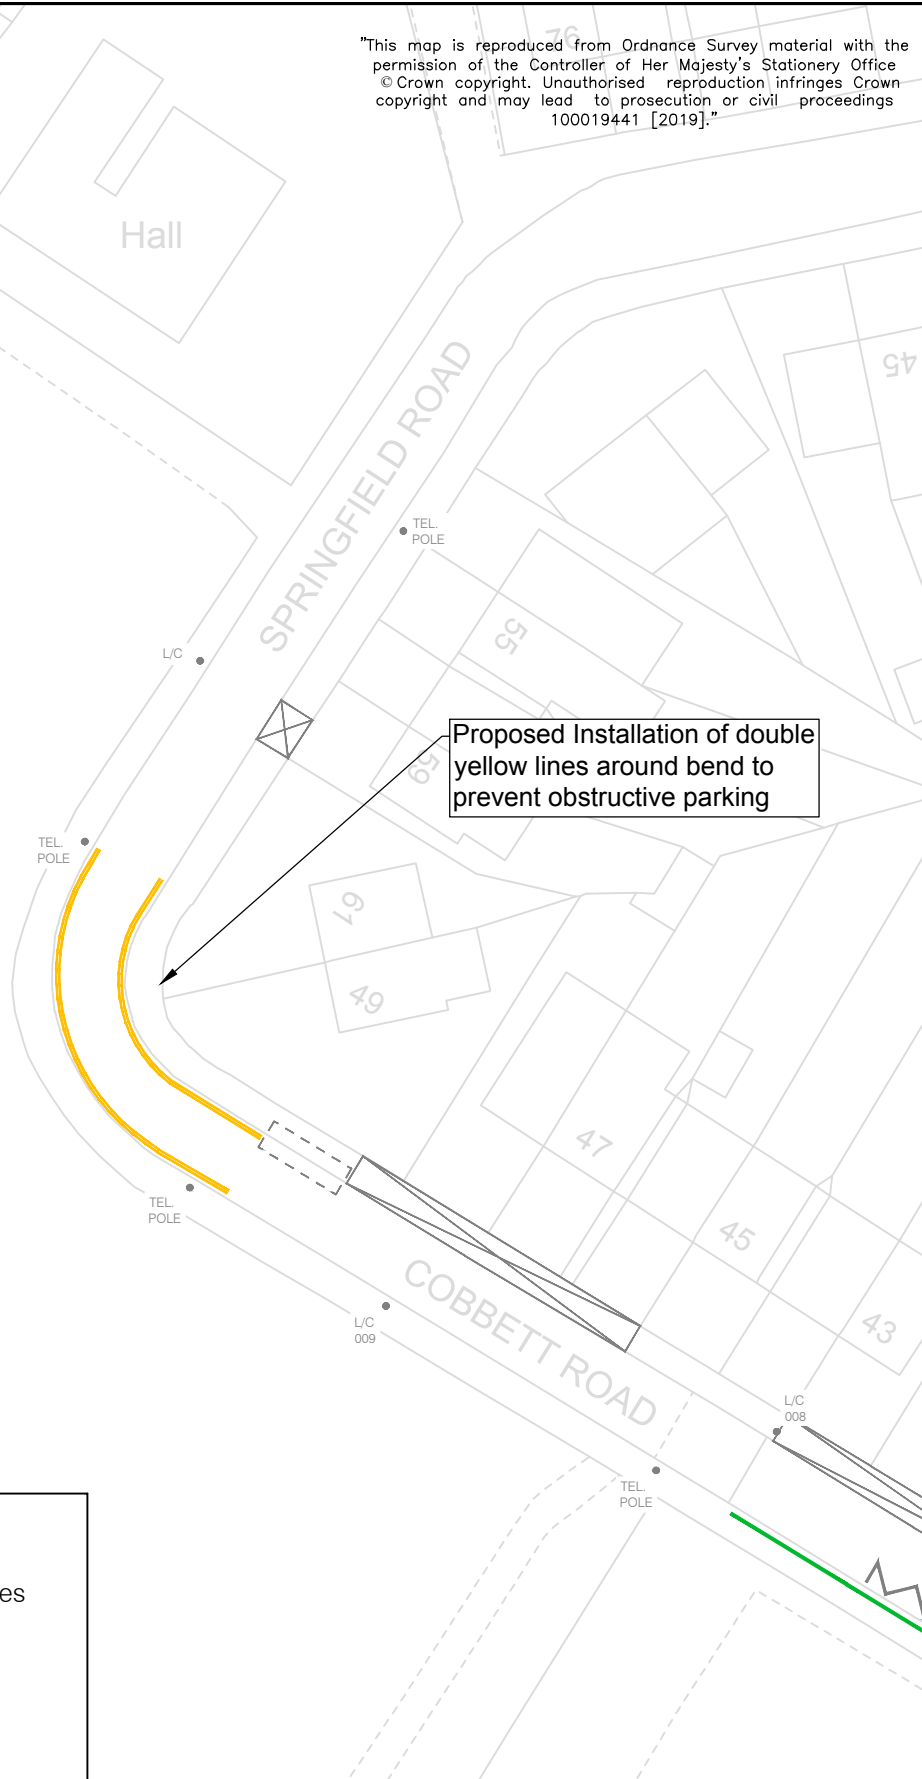 76
"This map is reproduced from Ordnance Survey material with the
permission of the Controller of Her Majesty's Stationery Office
© Crown copyright. Unauthorised reproduction infringes Crown
copyright and may lead to prosecution or civil proceedings
100019441 [2019]."
Hall
45
SPRINGFIELD ROAD
TEL.
POLE
55
L/C
Proposed Installation of double
yellow lines around bend to
prevent obstructive parking
59
TEL.
POLE
61
49
47
TEL.
POLE
45
COBBETT ROAD
L/C
009
43
L/C
008
TEL.
POLE
es